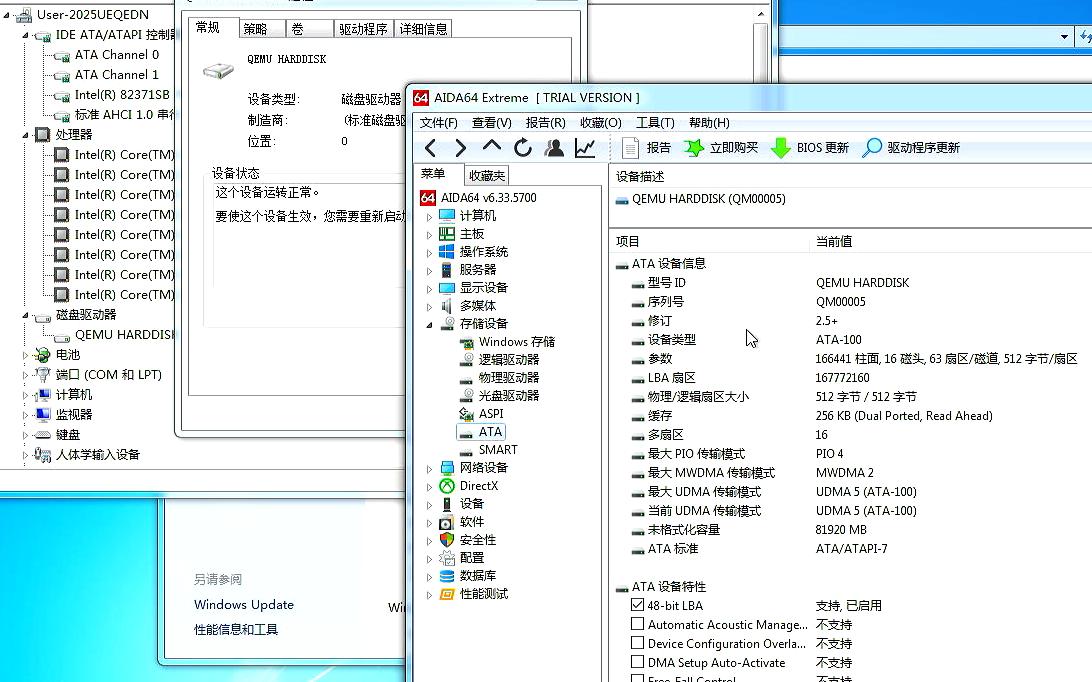 User-2025UEQEDN
IDE ATA/ATAPI 控制器
ATA Channel 0
ATA Channel 1
Intel(R) 82371SB
标准 AHCI 1.0 串行
处理器
Intel(R) Core(TM)
Intel(R) Core(TM)
Intel(R) Core(TM)
Intel(R) Core(TM)
Intel(R) Core(TM)
Intel(R) Core(TM)
Intel(R) Core(TM)
Intel(R) Core(TM)
磁盘驱动器
QEMU HARDDISK
电池
端口 (COM 和 LPT)
计算机
监视器
键盘
人体学输入设备
常规 策略 卷 驱动程序 详细信息
QEMU HARDDISK
设备类型: 磁盘驱动器
制造商: (标准磁盘驱
位置: 0
设备状态
这个设备运转正常。
要使这个设备生效，您需要重新启动
另请参阅
Windows Update
性能信息和工具
Wi
64 AIDA64 Extreme [ TRIAL VERSION ]
文件(F) 查看(V) 报告(R) 收藏(O) 工具(T) 帮助(H)
报告 立即购买 BIOS 更新 驱动程序更新
菜单 收藏夹
64 AIDA64 v6.33.5700
计算机
主板
操作系统
服务器
显示设备
多媒体
存储设备
Windows 存储
逻辑驱动器
物理驱动器
光盘驱动器
ASPI
ATA
SMART
网络设备
DirectX
设备
软件
安全性
配置
数据库
性能测试
设备描述
QEMU HARDDISK (QM00005)
项目 当前值
ATA 设备信息
型号 ID QEMU HARDDISK
序列号 QM00005
修订 2.5+
设备类型 ATA-100
参数 166441 柱面, 16 磁头, 63 扇区/磁道, 512 字节/扇区
LBA 扇区 167772160
物理/逻辑扇区大小 512 字节 / 512 字节
缓存 256 KB (Dual Ported, Read Ahead)
多扇区 16
最大 PIO 传输模式 PIO 4
最大 MWDMA 传输模式 MWDMA 2
最大 UDMA 传输模式 UDMA 5 (ATA-100)
当前 UDMA 传输模式 UDMA 5 (ATA-100)
未格式化容量 81920 MB
ATA 标准 ATA/ATAPI-7
ATA 设备特性
48-bit LBA 支持, 已启用
Automatic Acoustic Manage... 不支持
Device Configuration Overla... 不支持
DMA Setup Auto-Activate 不支持
Free-Fall Control 不支持